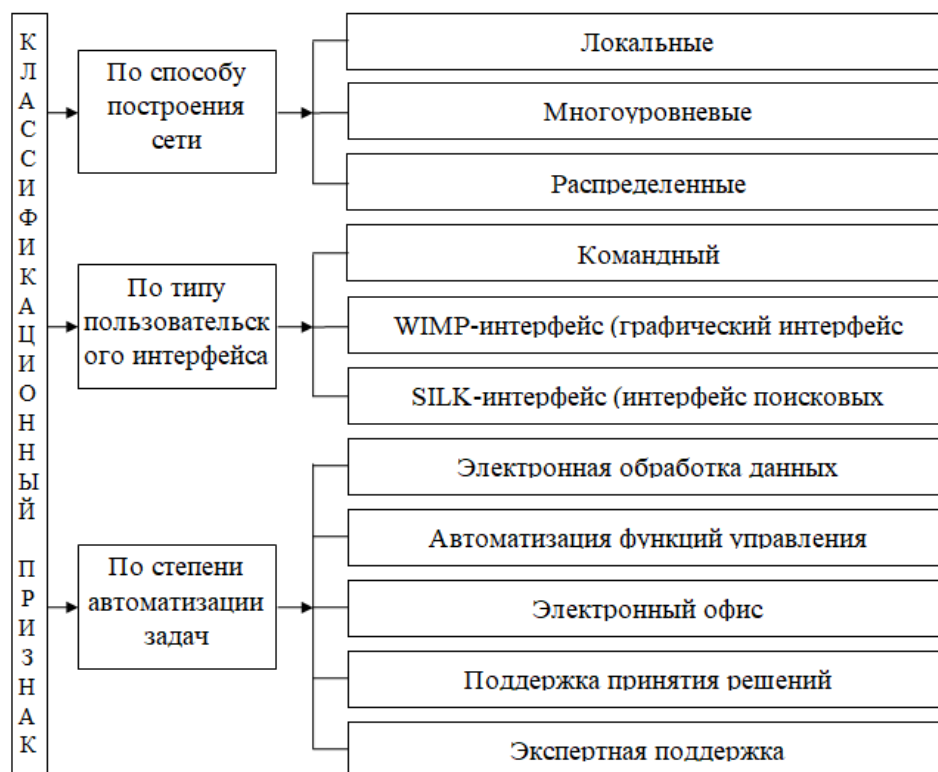 КЛАССИФИКАЦИОННЫЙ ПРИЗНАК
По способу
построения
сети
Локальные
Многоуровневые
Распределенные
По типу
пользовательск
ого интерфейса
Командный
WIMP-интерфейс (графический интерфейс
SILK-интерфейс (интерфейс поисковых
По степени
автоматизации
задач
Электронная обработка данных
Автоматизация функций управления
Электронный офис
Поддержка принятия решений
Экспертная поддержка